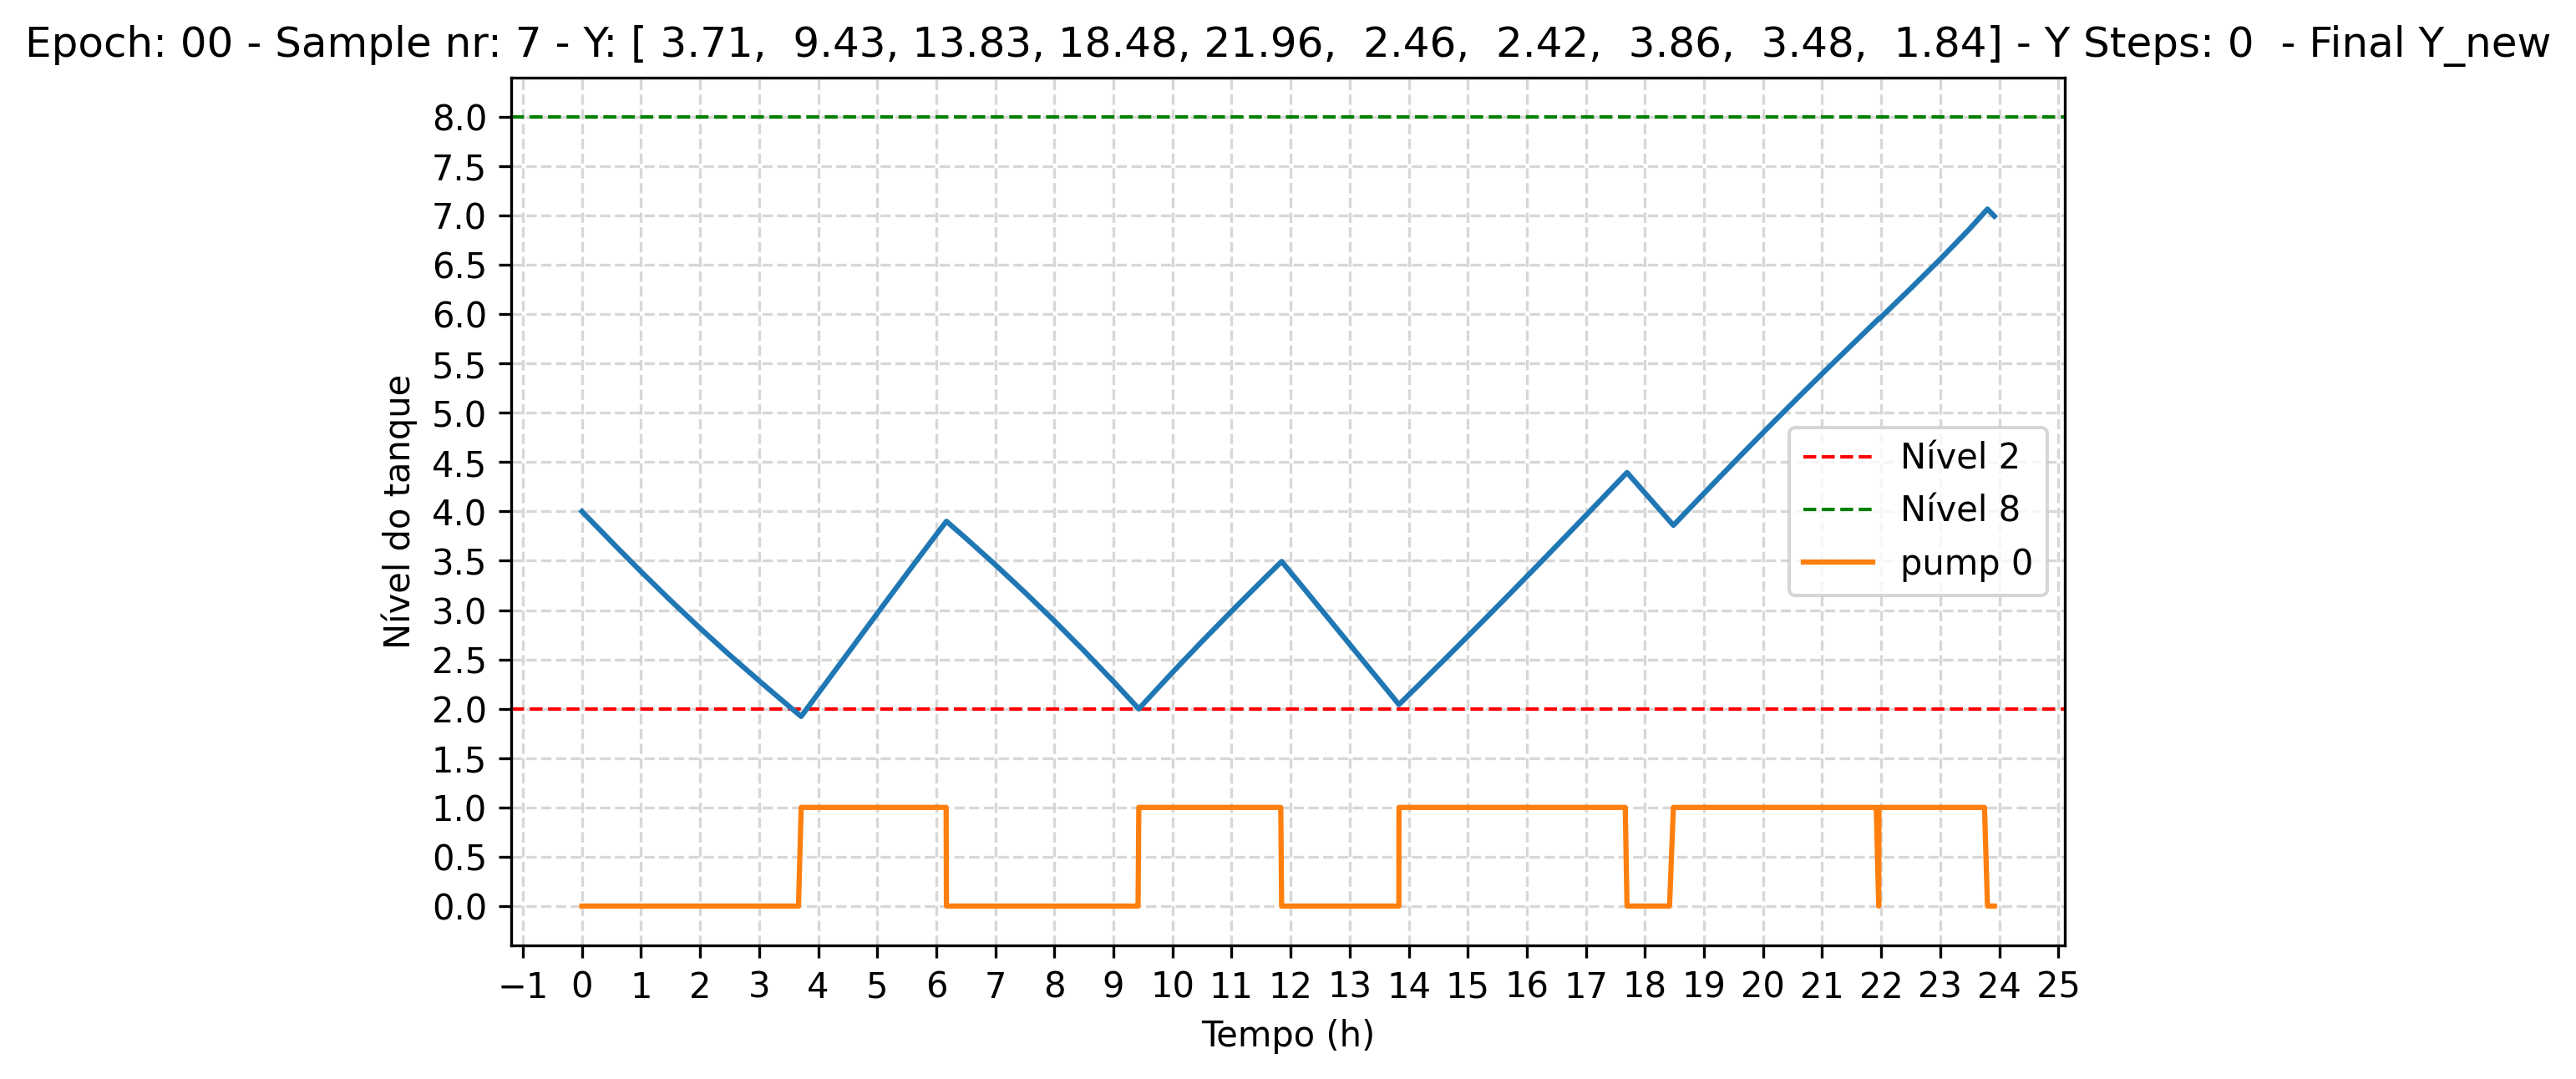 Epoch: 00 - Sample nr: 7 - Y: [ 3.71,  9.43, 13.83, 18.48, 21.96,  2.46,  2.42,  3.86,  3.48,  1.84] - Y Steps: 0  - Final Y_new
8.0
7.5
7.0
6.5
6.0
5.5
5.0
4.5
4.0
3.5
3.0
2.5
2.0
1.5
1.0
0.5
0.0
Nível do tanque
Nível 2
Nível 8
pump 0
−1 0 1 2 3 4 5 6 7 8 9 10 11 12 13 14 15 16 17 18 19 20 21 22 23 24 25
Tempo (h)